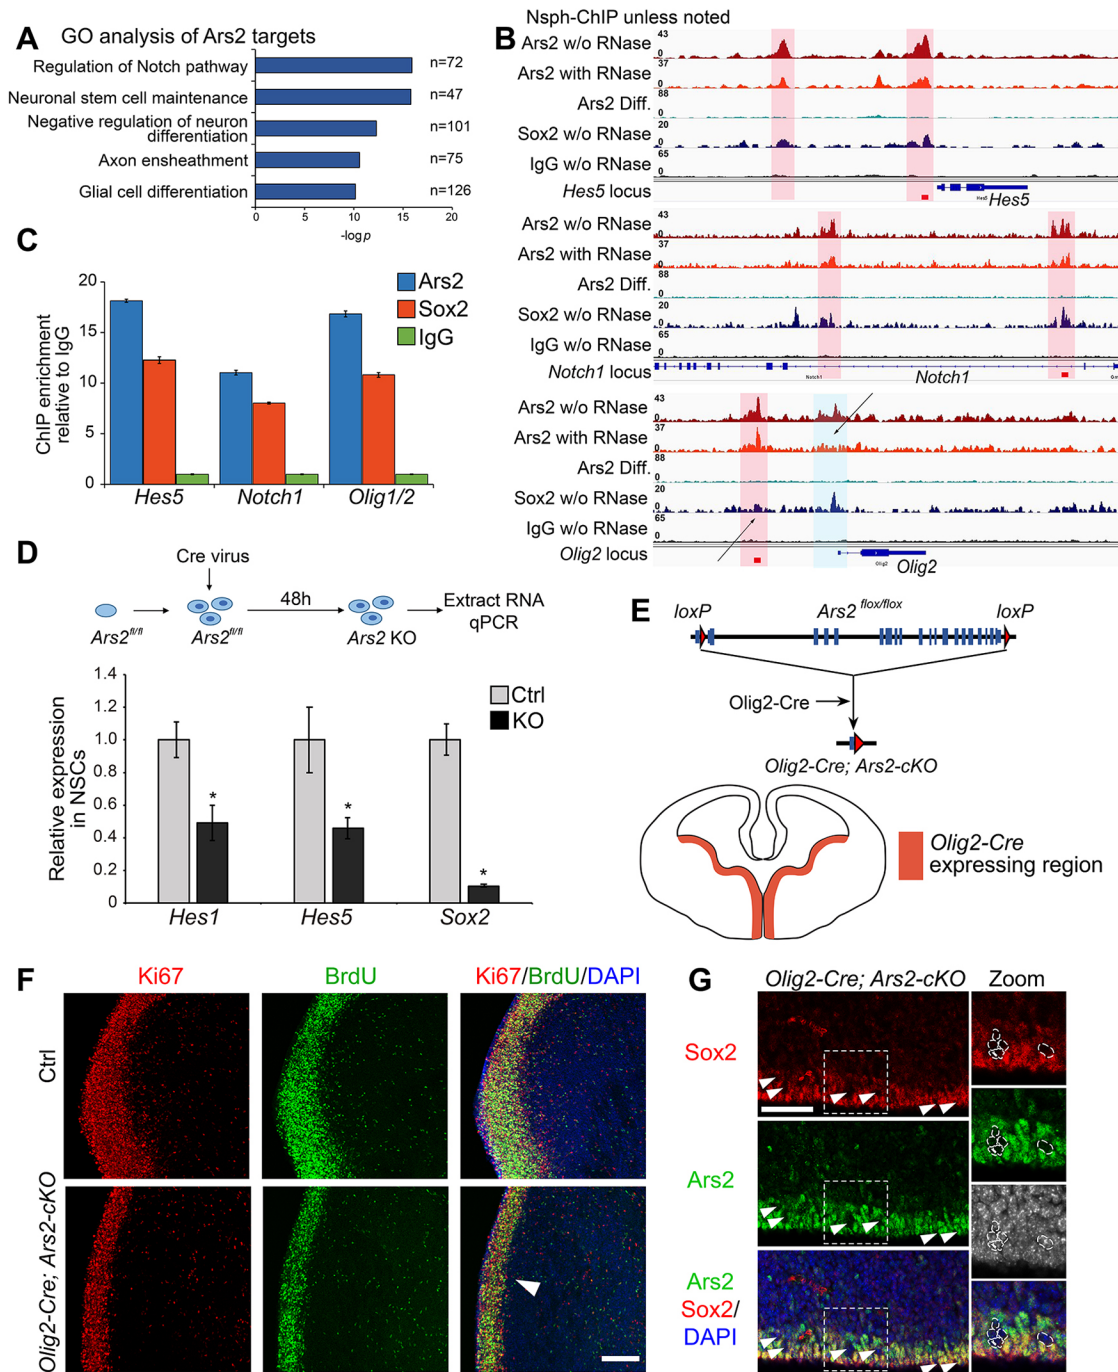 A
GO analysis of Ars2 targets
Regulation of Notch pathway
n=72
Neuronal stem cell maintenance
n=47
Negative regulation of neuron
differentiation
n=101
Axon ensheathment
n=75
Glial cell differentiation
n=126
0 5 10 15 20
-log p
B
Nsph-ChIP unless noted
Ars2 w/o RNase
43
0
Ars2 with RNase
37
0
Ars2 Diff.
88
0
Sox2 w/o RNase
20
0
IgG w/o RNase
65
0
Hes5 locus
Hes5
Hes5
Ars2 w/o RNase
43
0
Ars2 with RNase
37
0
Ars2 Diff.
88
0
Sox2 w/o RNase
20
0
IgG w/o RNase
65
0
Notch1 locus
Notch1
Notch1
Ars2 w/o RNase
43
0
Ars2 with RNase
37
0
Ars2 Diff.
88
0
Sox2 w/o RNase
20
0
IgG w/o RNase
65
0
Olig2 locus
Olig2
Olig2
C
ChIP enrichment
relative to IgG
20
15
10
5
0
Ars2
Sox2
IgG
Hes5 Notch1 Olig1/2
D
Cre virus
48h
Extract RNA
qPCR
Ars2fl/fl Ars2fl/fl Ars2 KO
Relative expression
in NSCs
1.4
1.2
1.0
0.8
0.6
0.4
0.2
0
Ctrl
KO
* * *
Hes1 Hes5 Sox2
E
loxP Ars2 flox/flox loxP
Olig2-Cre
Olig2-Cre; Ars2-cKO
Olig2-Cre
expressing region
F
Ki67 BrdU Ki67/BrdU/DAPI
Ctrl
Olig2-Cre; Ars2-cKO
G
Olig2-Cre; Ars2-cKO Zoom
Sox2
Ars2
Ars2
Sox2/
DAPI